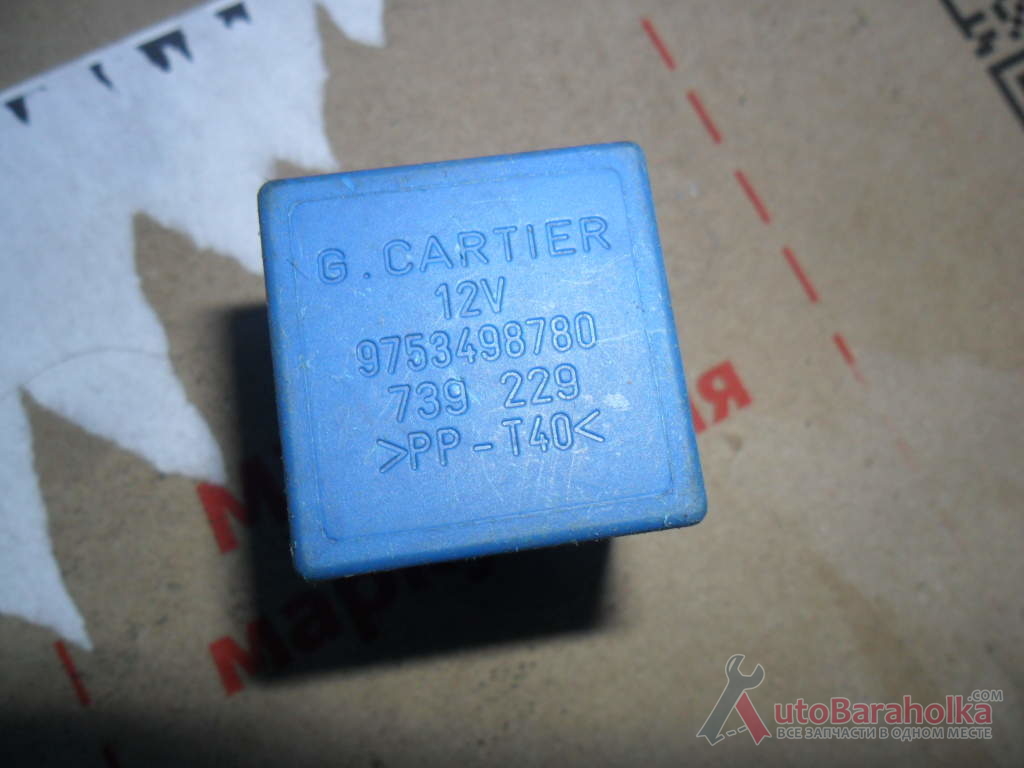 G. CARTIER
12V
9753498780
739 229
>PP-T40<
AutoBaraholka.COM
ВСЕ ЗАПЧАСТИ В ОДНОМ МЕСТЕ